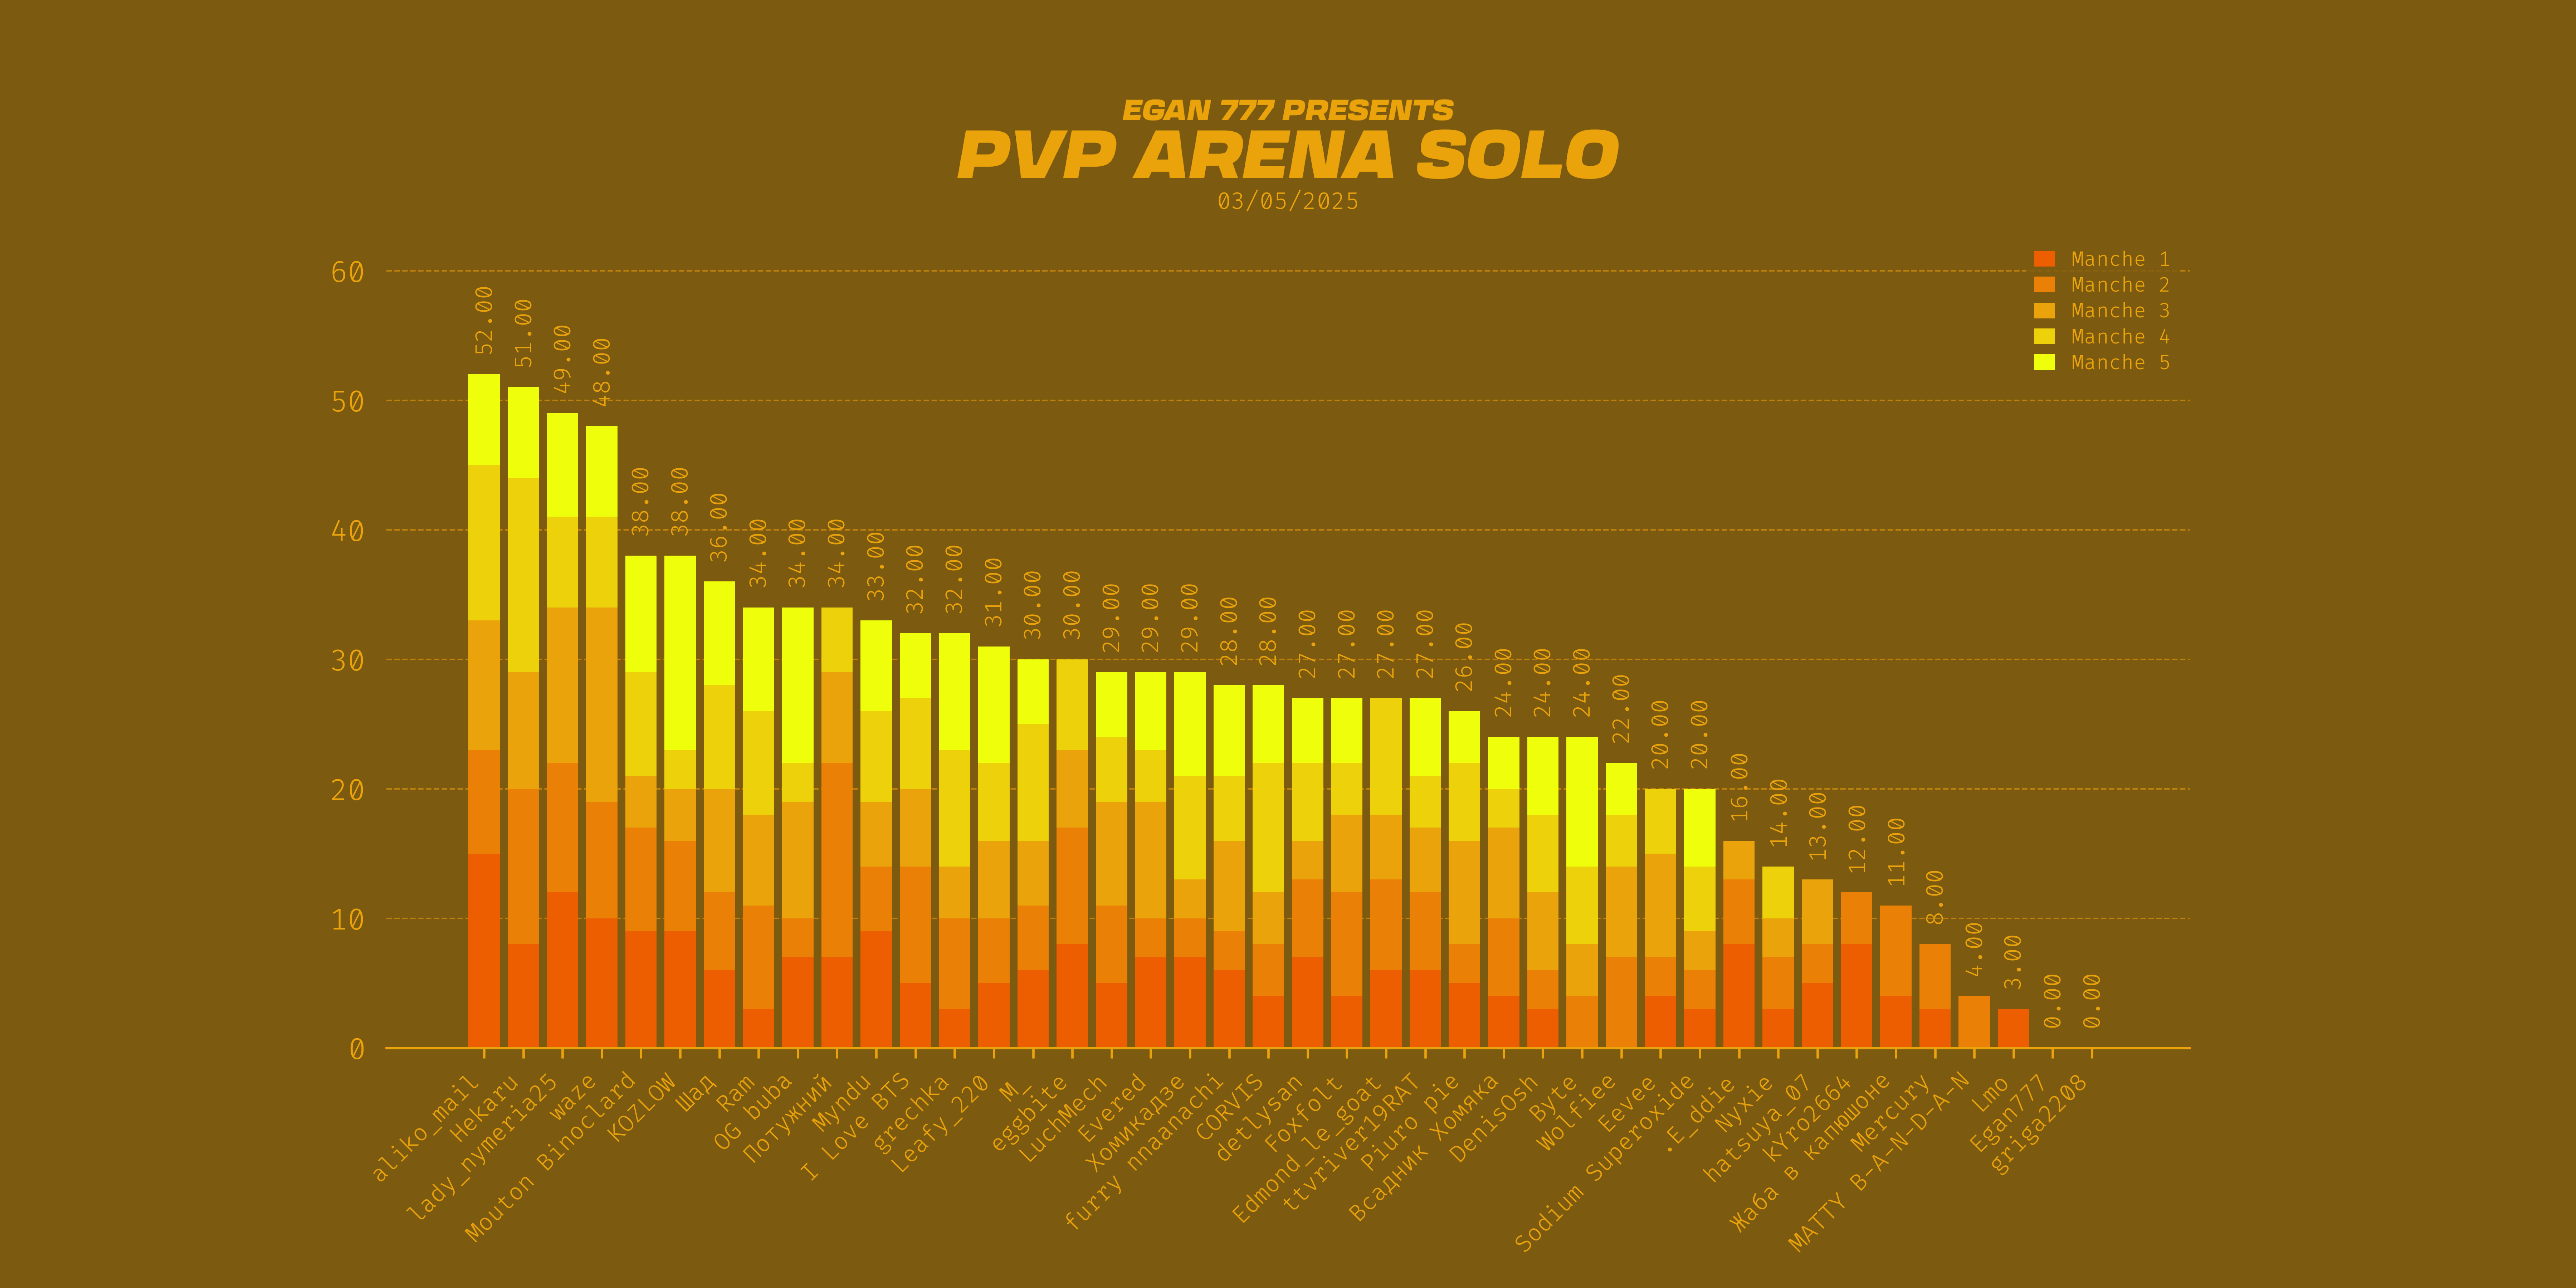 EGAN 777 PRESENTS
PVP ARENA SOLO
03/05/2025
Manche 1
Manche 2
Manche 3
Manche 4
Manche 5
60
50
40
30
20
10
0
52.00
51.00
49.00
48.00
38.00
38.00
36.00
34.00
34.00
34.00
33.00
32.00
32.00
31.00
30.00
30.00
29.00
29.00
29.00
28.00
28.00
27.00
27.00
27.00
27.00
26.00
24.00
24.00
24.00
22.00
20.00
20.00
16.00
14.00
13.00
12.00
11.00
8.00
4.00
3.00
0.00
0.00
aliko_mail
Hekaru
lady_nymeria25
waze
Mouton Binoclard
KOZLOW
Шад
Ram
OG buba
Потужний
Myndu
I Love BTS
grechka
Leafy_220
M_
eggbite
LuchMech
Evered
Хомикадзе
furry nnaanachi
CORVIS
detlysan
Foxfolt
Edmond_le_goat
ttvriver119RAT
Piuro pie
Всадник Хомяка
DenisOsh
Byte
Wolfiee
Eevee
Sodium Superoxide
._E_ddie
Nyxie
hatsuya_07
kYro2664
Жаба в капюшоне
Mercury
MATTY B-A-N-D-A-N
Lmo
Egan777
griga2208